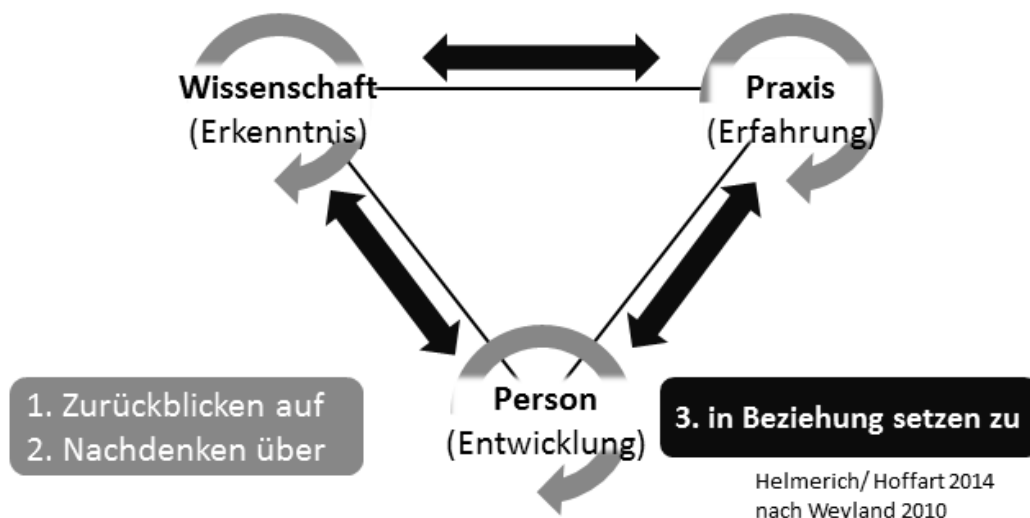 Wissenschaft
(Erkenntnis)
Praxis
(Erfahrung)
Person
(Entwicklung)
1. Zurückblicken auf
2. Nachdenken über
3. in Beziehung setzen zu
Helmerich/ Hoffart 2014
nach Weyland 2010